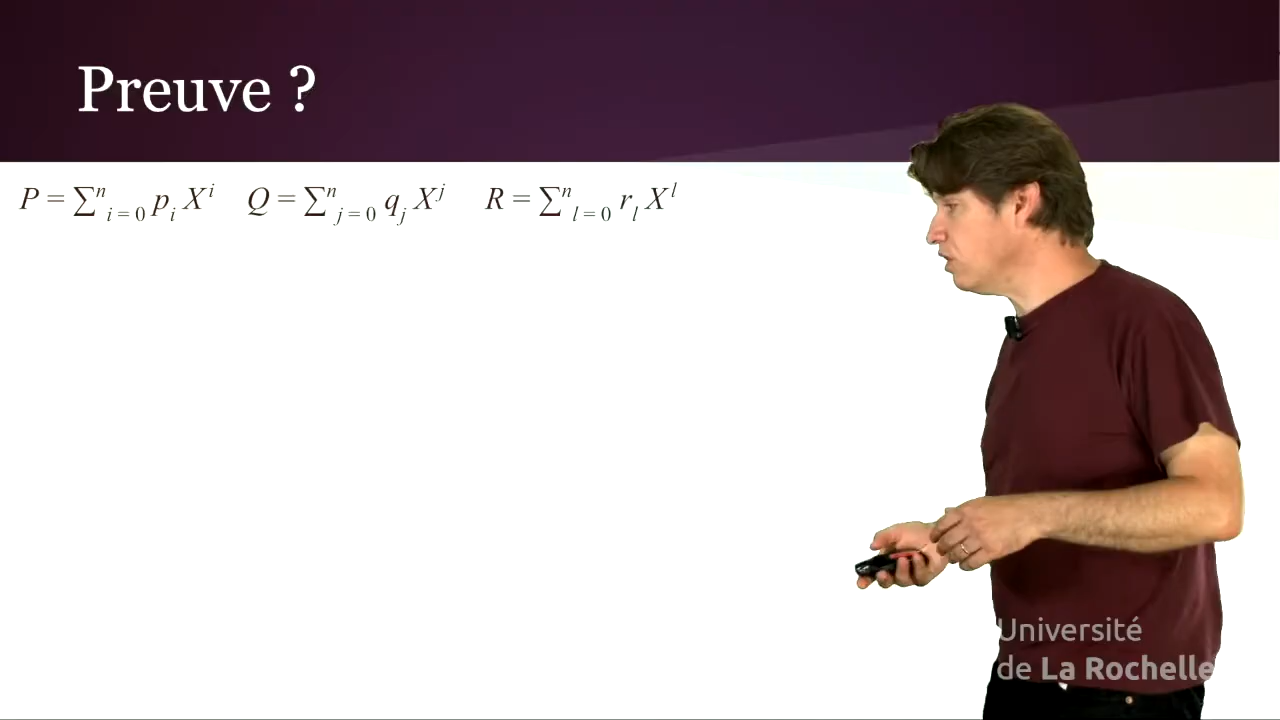 Preuve ?
P = ∑ⁿᵢ₌₀ pᵢ Xⁱ Q = ∑ⁿⱼ₌₀ qⱼ Xʲ R = ∑ⁿₗ₌₀ rₗ Xˡ
Université
de La Rochelle